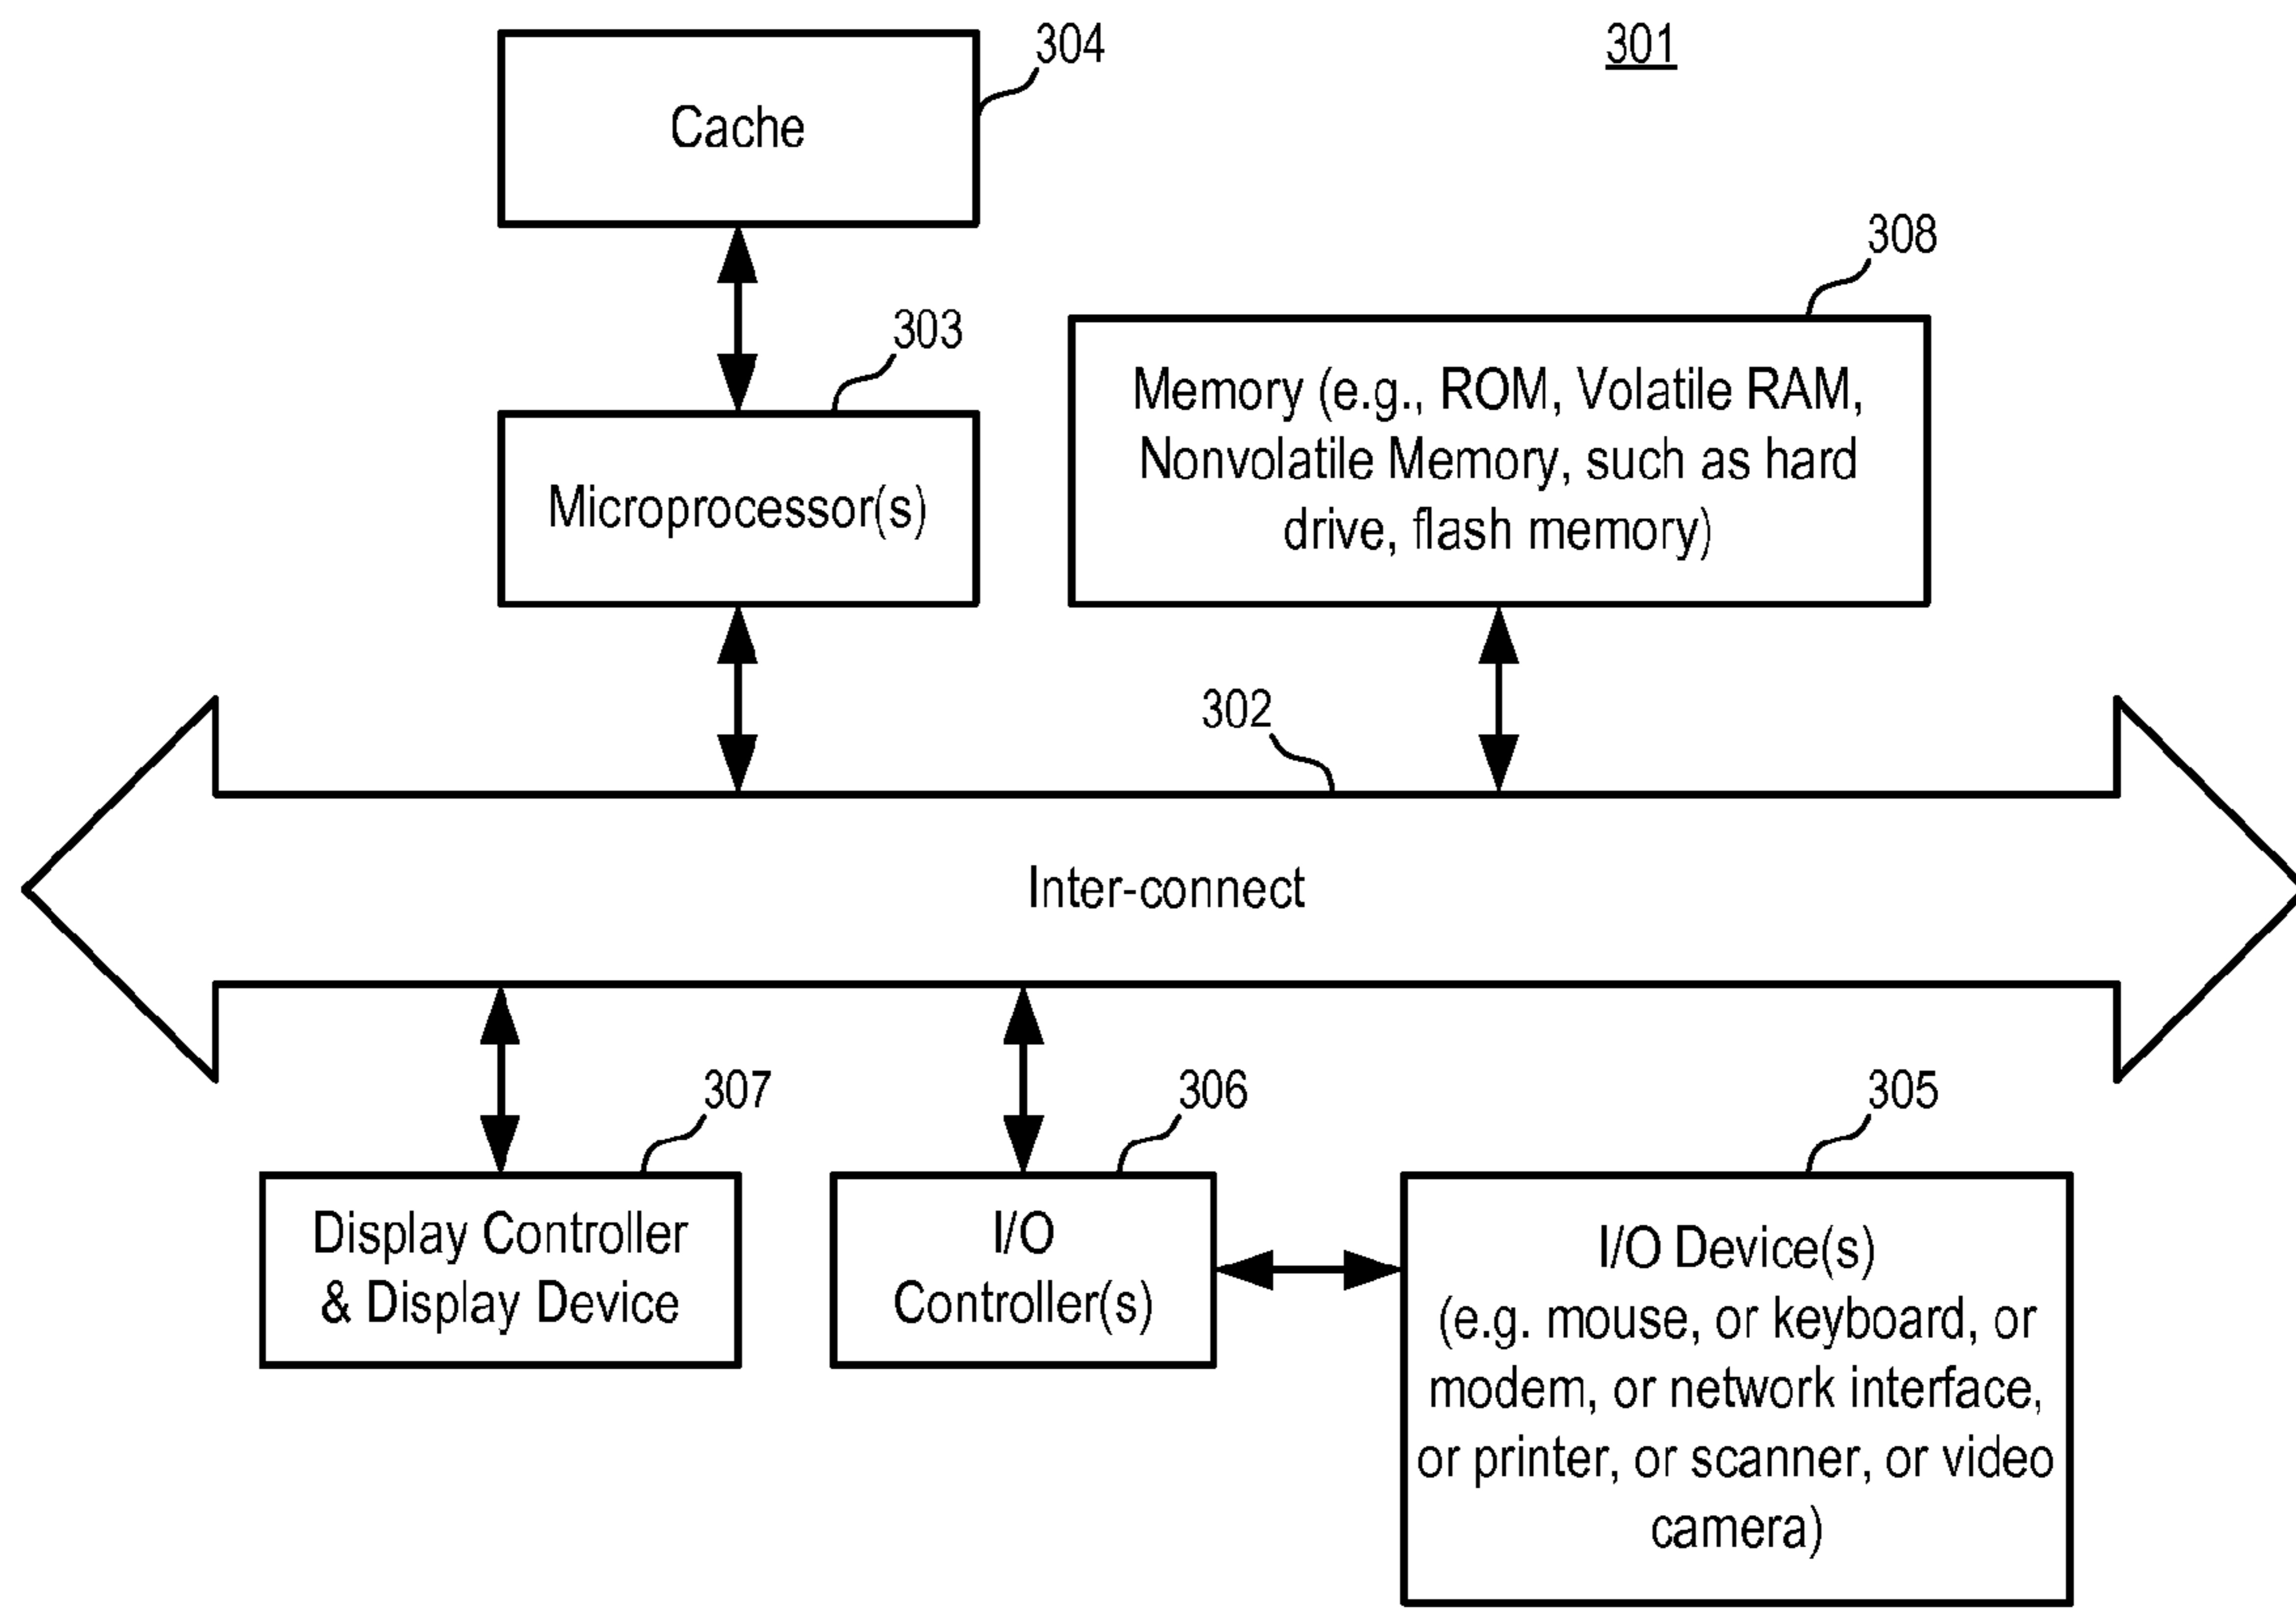 304
301
Cache
308
303
Memory (e.g., ROM, Volatile RAM,
Nonvolatile Memory, such as hard
drive, flash memory)
Microprocessor(s)
302
Inter-connect
307
306
305
Display Controller
& Display Device
I/O
Controller(s)
I/O Device(s)
(e.g. mouse, or keyboard, or
modem, or network interface,
or printer, or scanner, or video
camera)